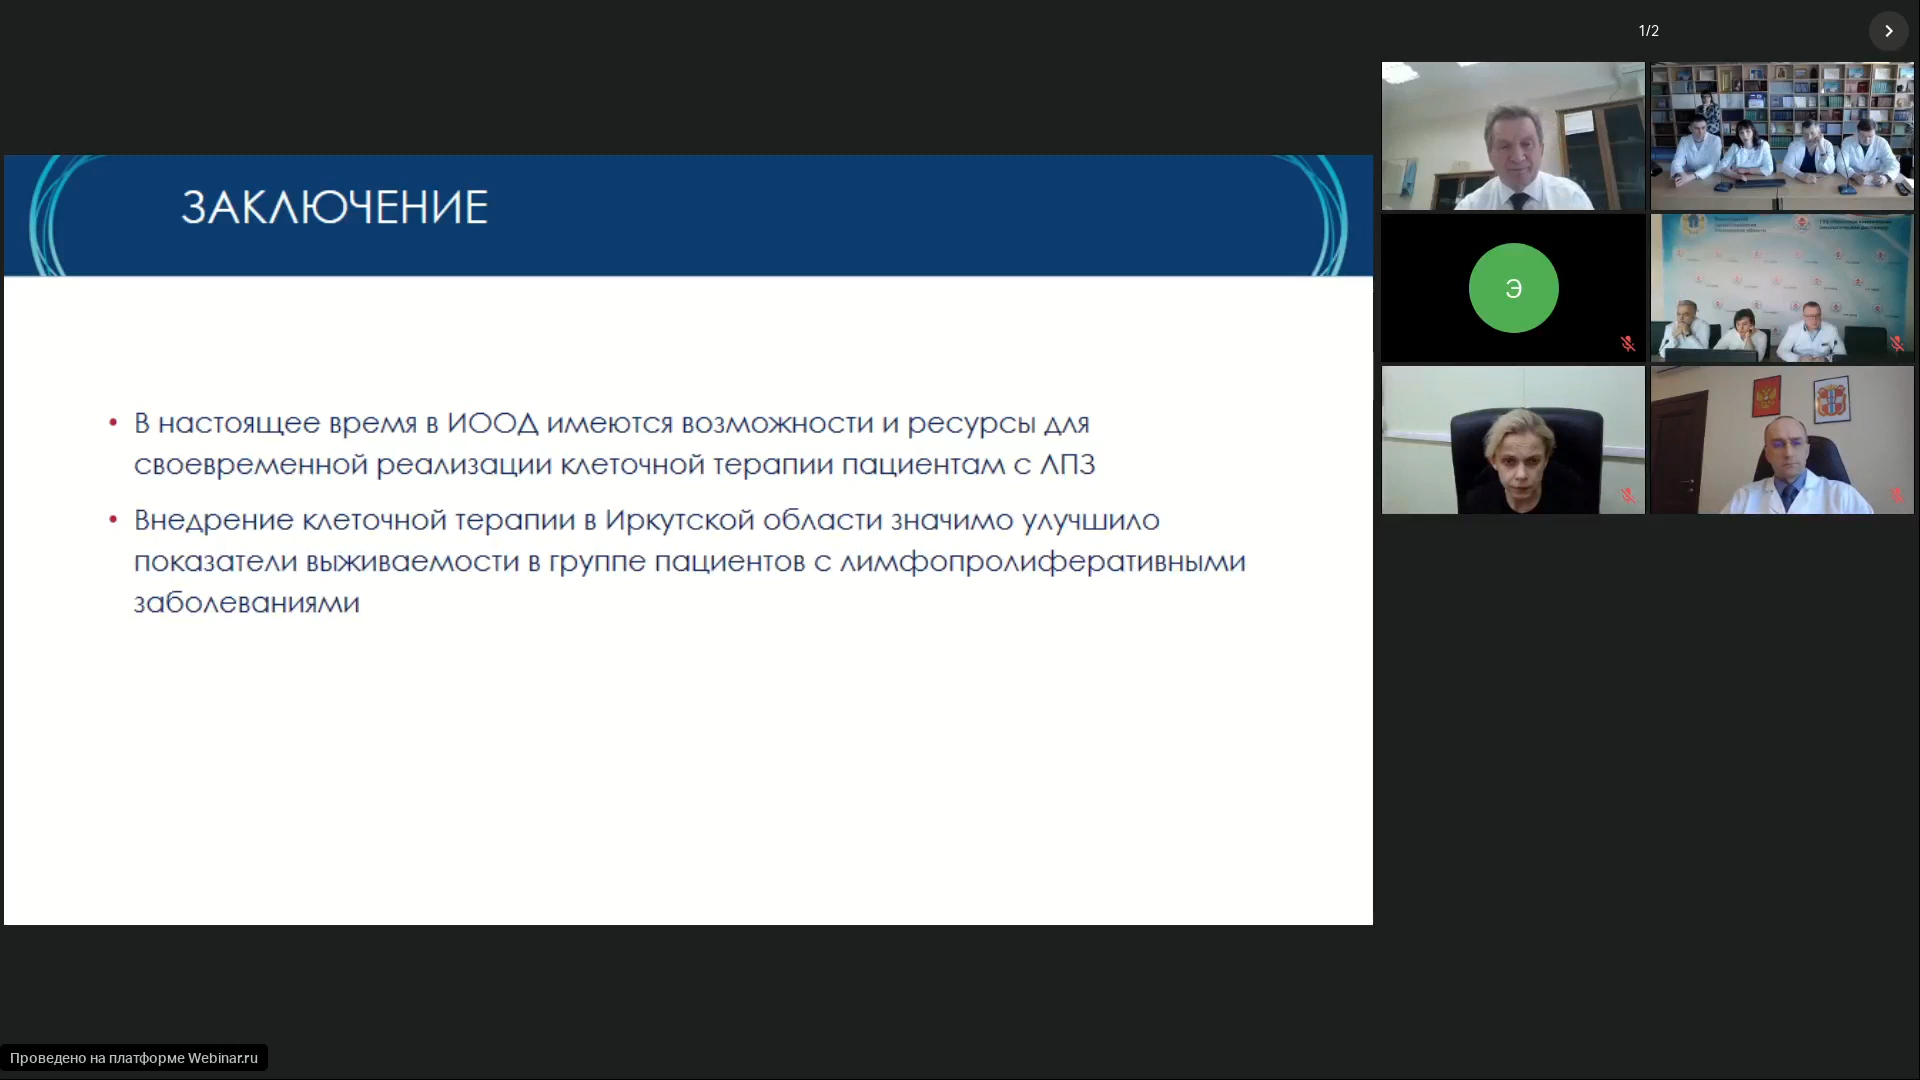 1/2
ЗАКЛЮЧЕНИЕ
• В настоящее время в ИООД имеются возможности и ресурсы для
своевременной реализации клеточной терапии пациентам с ЛПЗ
• Внедрение клеточной терапии в Иркутской области значимо улучшило
показатели выживаемости в группе пациентов с лимфопролиферативными
заболеваниями
Э
Проведено на платформе Webinar.ru